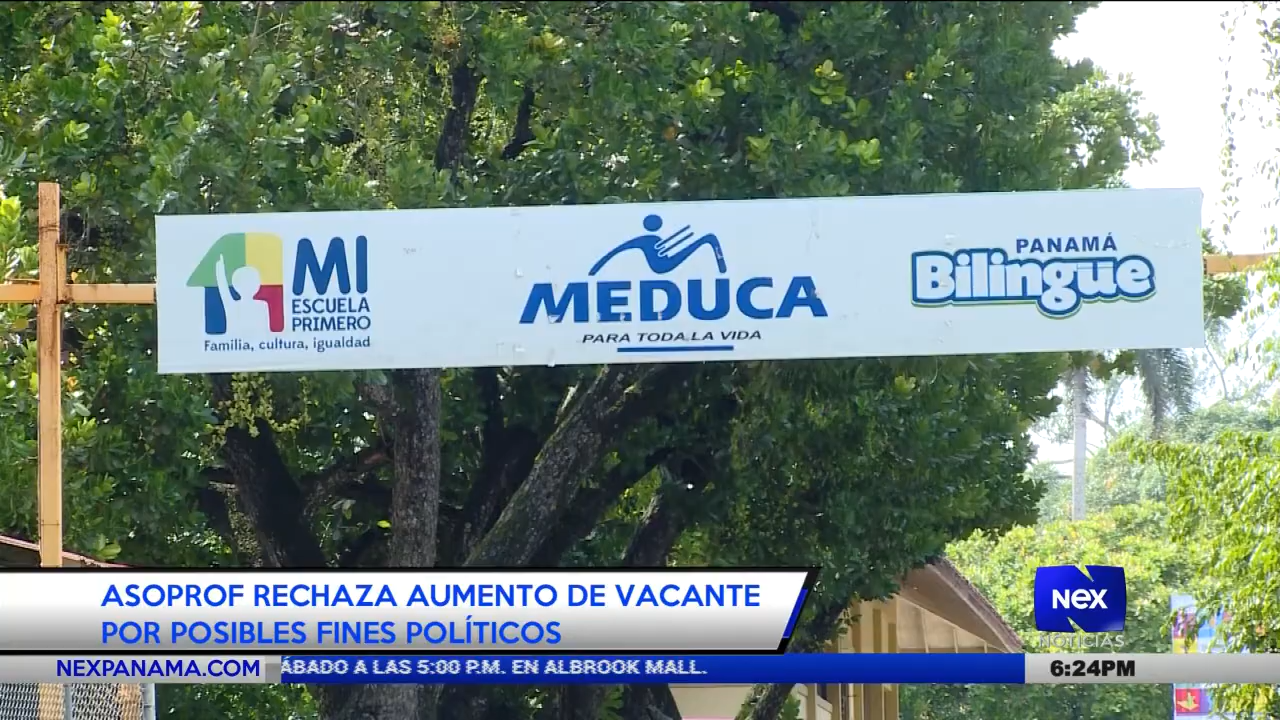 MI
ESCUELA
PRIMERO
Familia, cultura, igualdad
MEDUCA
PARA TODA LA VIDA
PANAMÁ
Bilingue
ASOPROF RECHAZA AUMENTO DE VACANTE
POR POSIBLES FINES POLÍTICOS
NEX
NOTICIAS
NEXPANAMA.COM
ÁBADO A LAS 5:00 P.M. EN ALBROOK MALL.
6:24PM